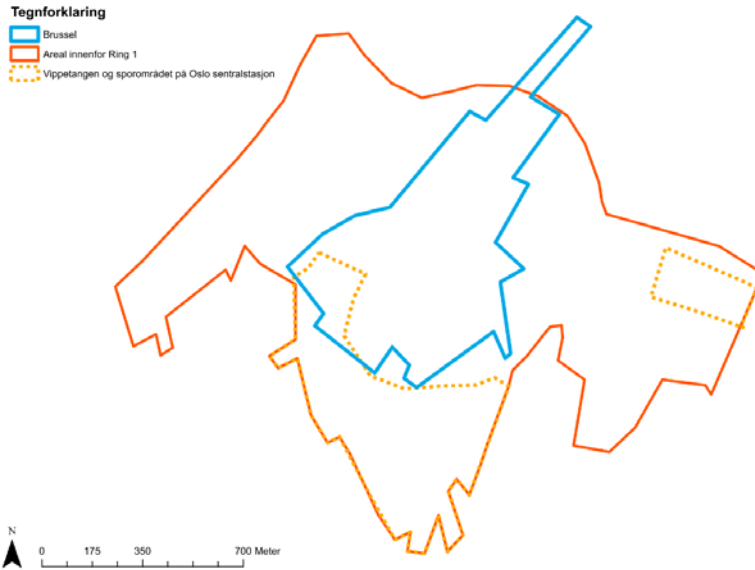 Tegnforklaring
Brussel
Areal innenfor Ring 1
Vippetangen og sporområdet på Oslo sentralstasjon
N
0 175 350 700 Meter